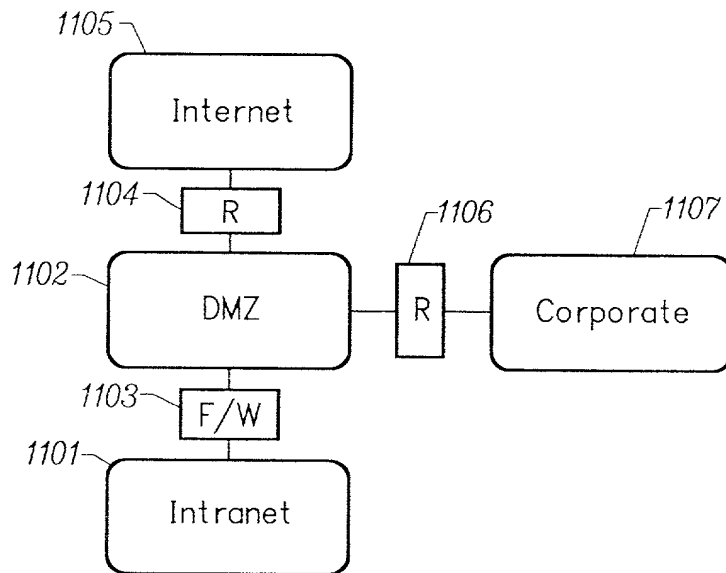 1105
Internet
1104
R
1106
1107
1102
DMZ
R
Corporate
1103
F/W
1101
Intranet